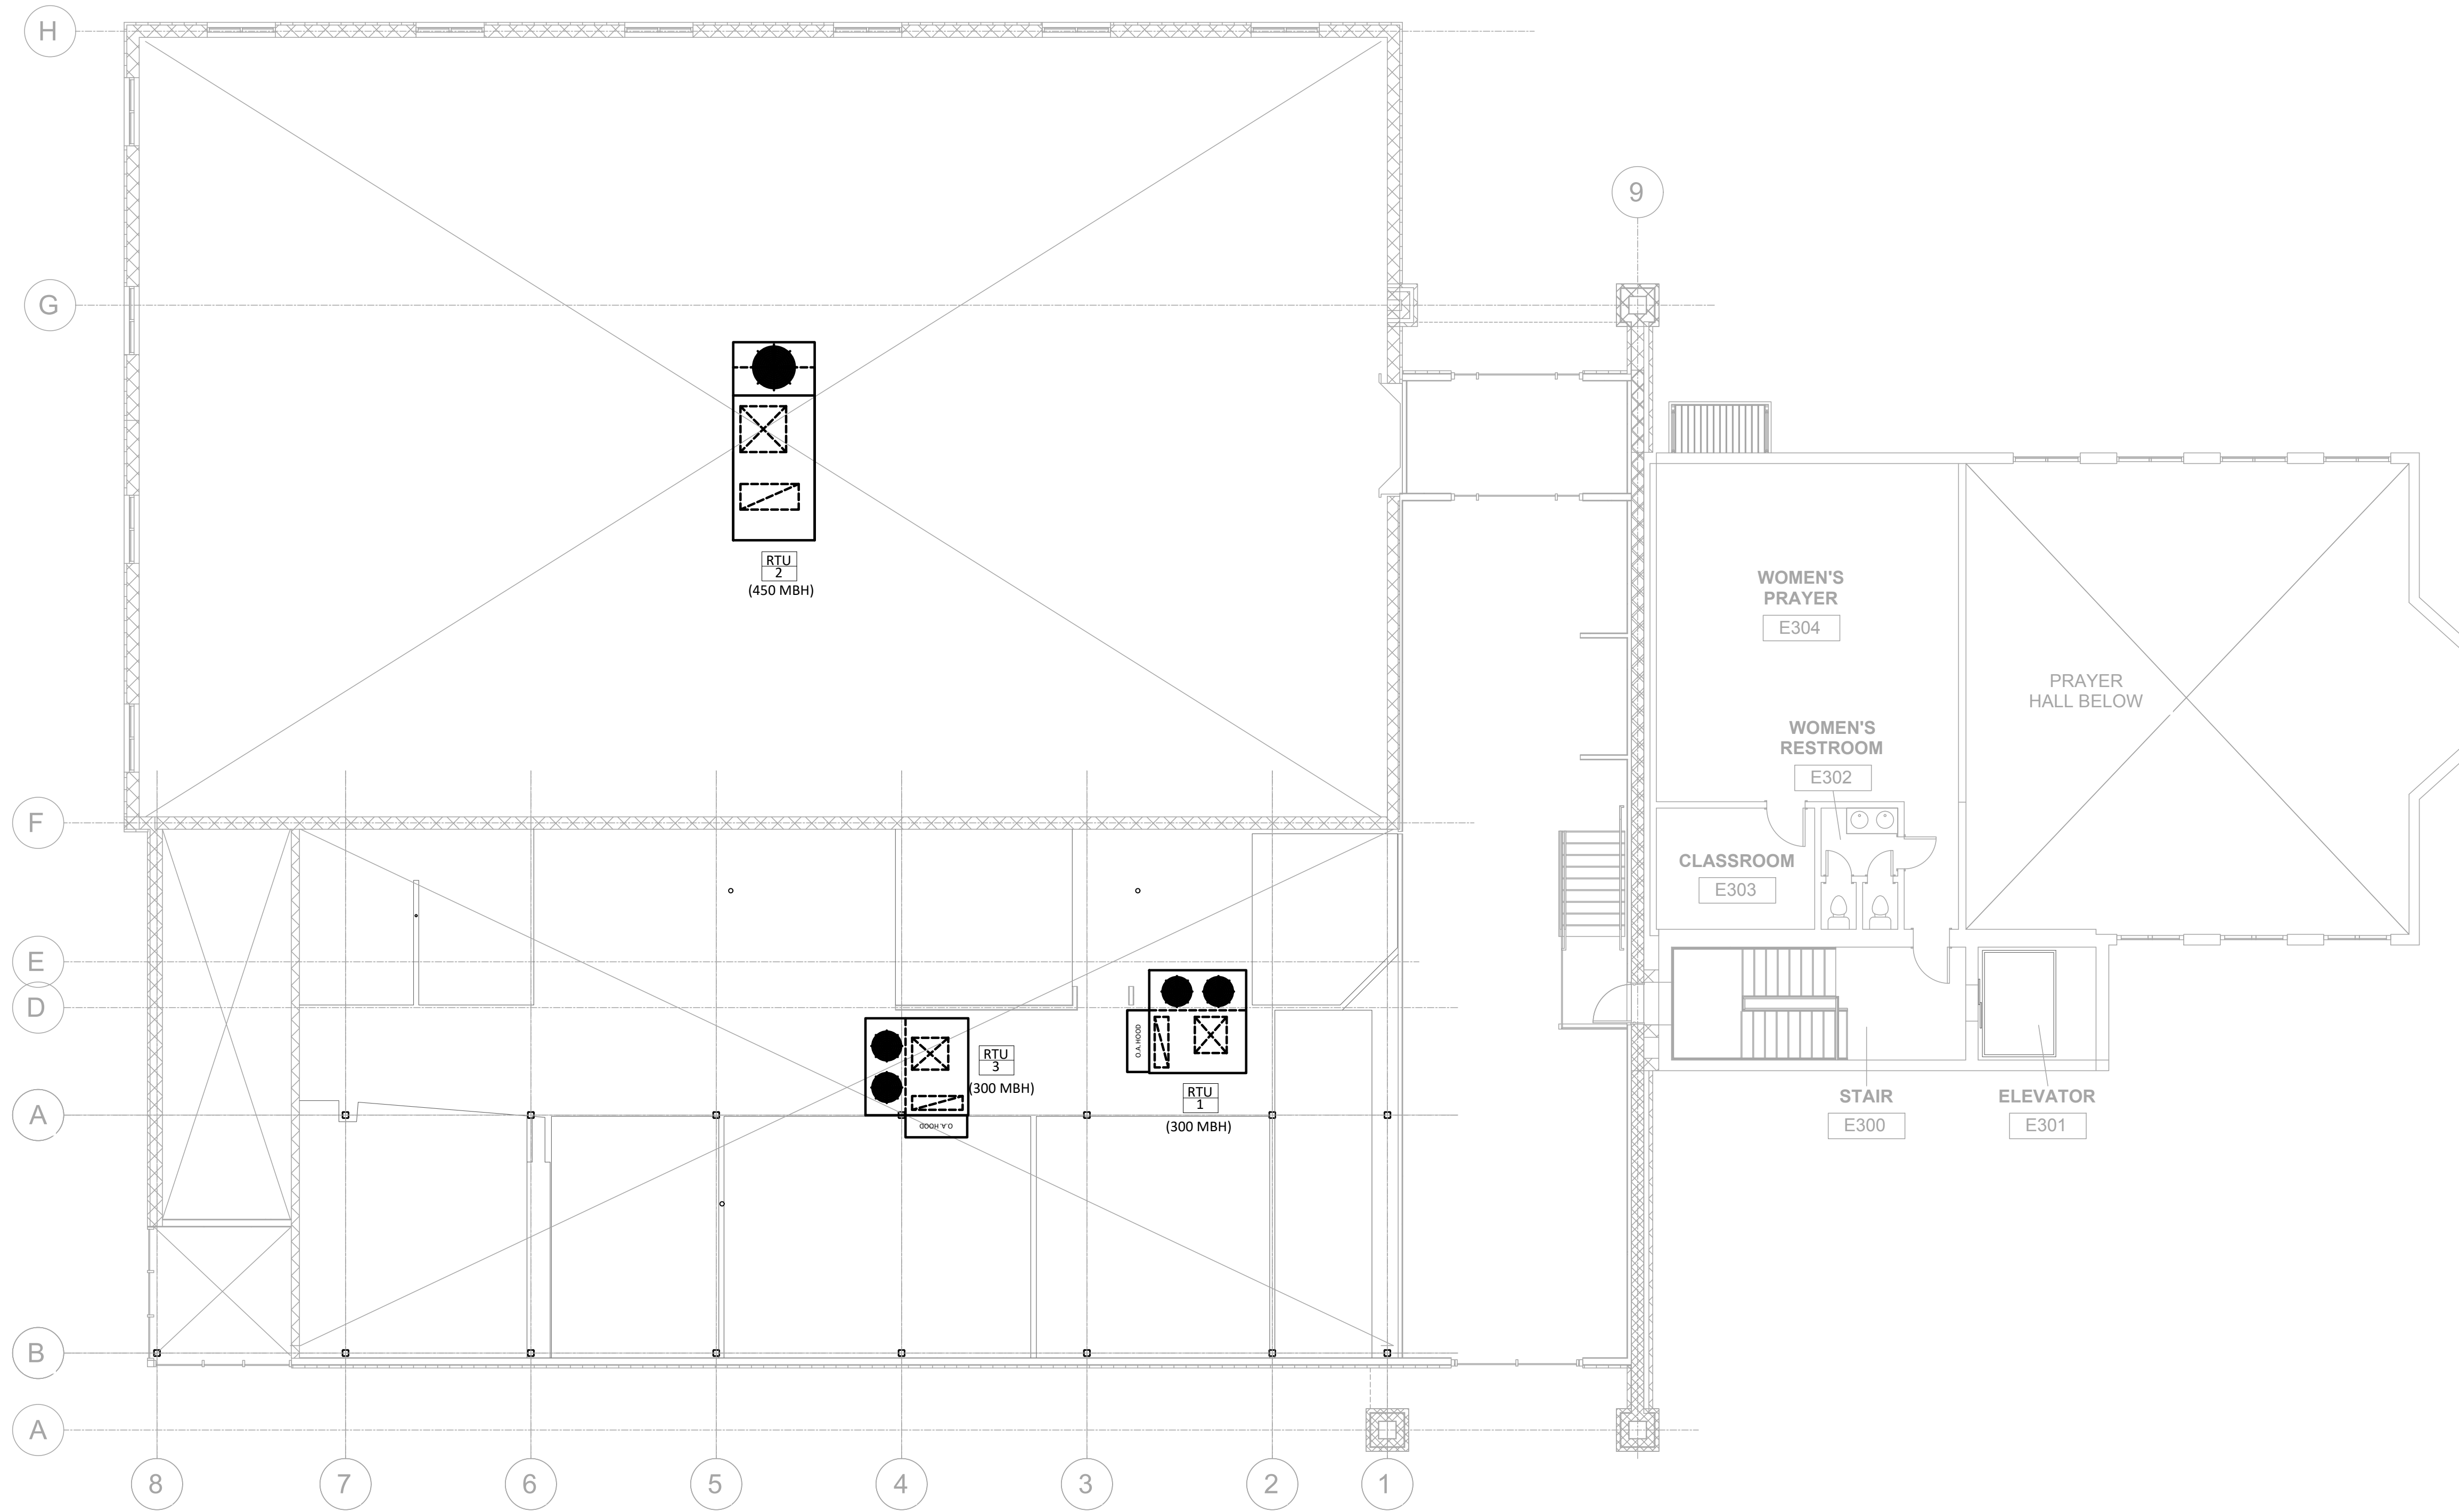 H
9
G
RTU
2
(450 MBH)
WOMEN'S
PRAYER
E304
PRAYER
HALL BELOW
WOMEN'S
RESTROOM
E302
F
CLASSROOM
E303
E
D
O.A. HOOD
RTU
3
(300 MBH)
RTU
1
(300 MBH)
O.A. HOOD
A
STAIR
E300
ELEVATOR
E301
B
A
8
7
6
5
4
3
2
1